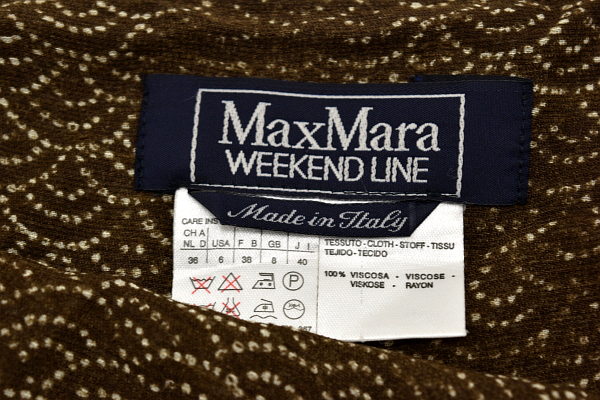 MaxMara
WEEKEND LINE
Made in Italy
CARE INS
CH A
NL D USA F B GB J I
36 6 38 8 40
TESSUTO - CLOTH - STOFF - TISSU
TEJIDO - TECIDO
100% VISCOSA - VISCOSE -
VISKOSE - RAYON
P